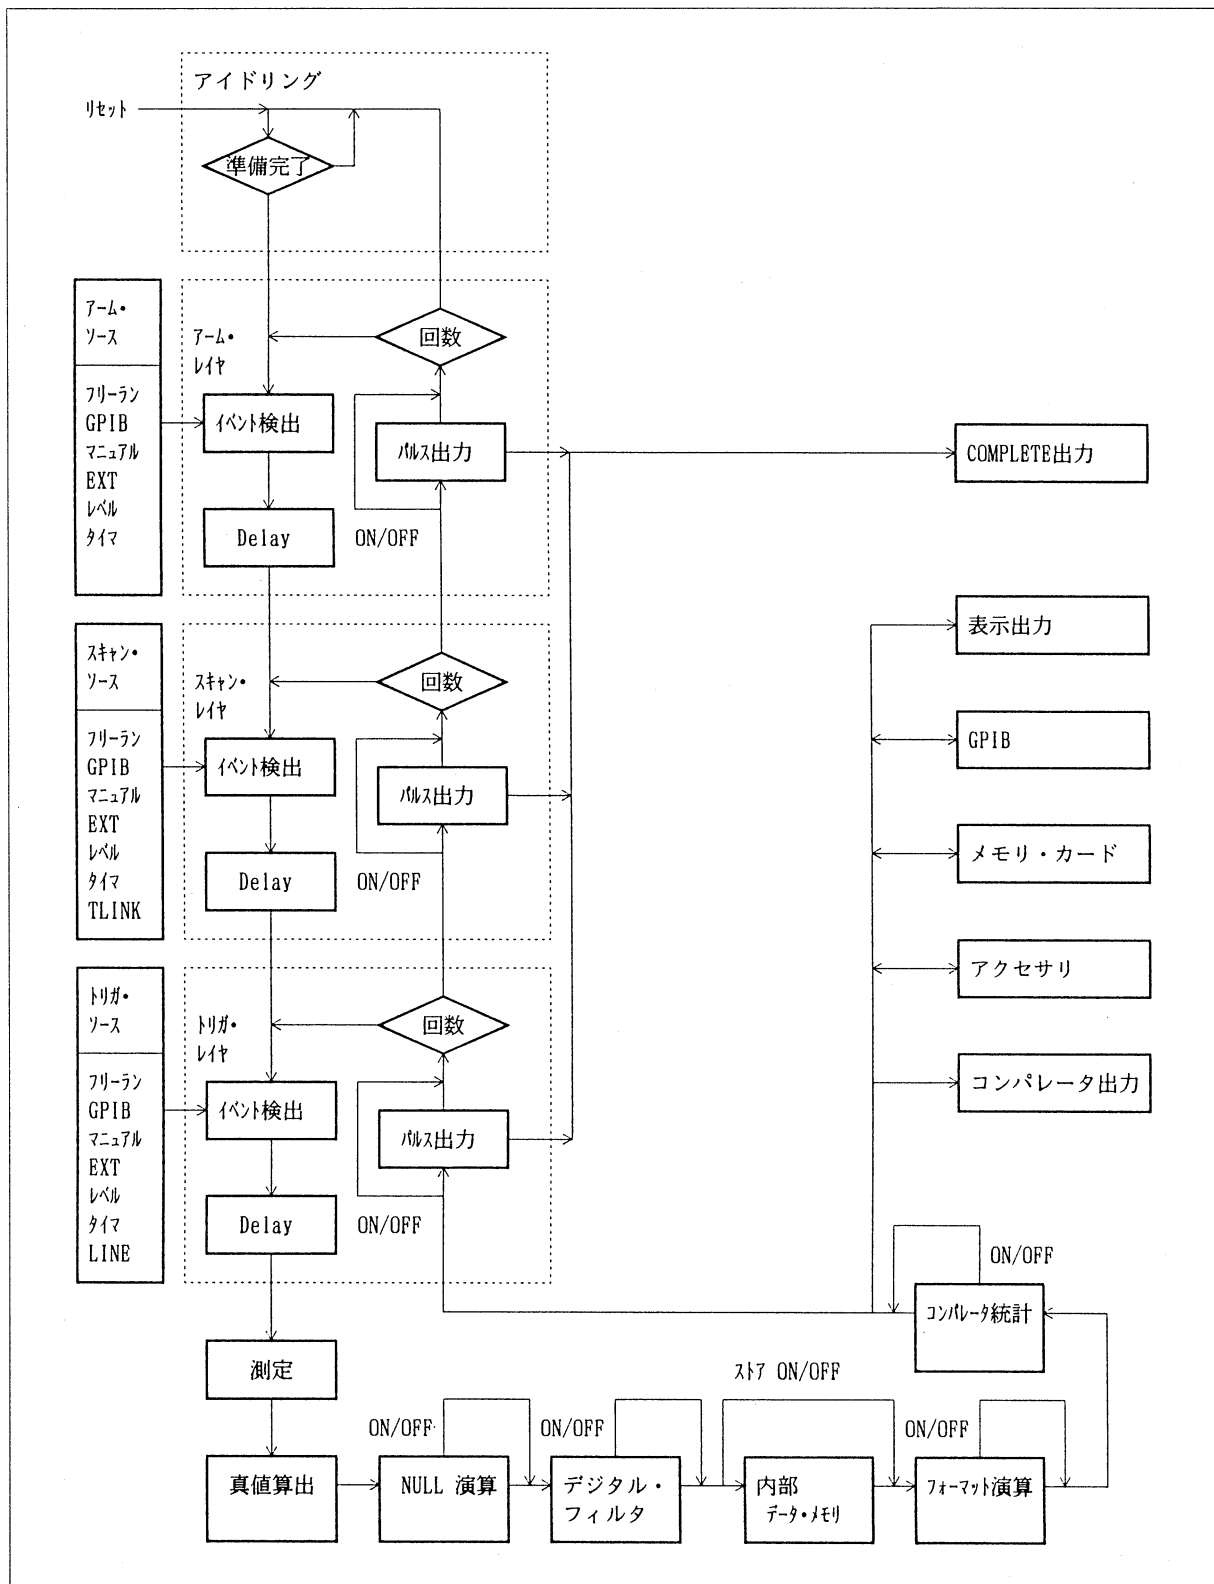 アイドリング
リセット
準備完了
アーム・
ソース
フリーラン
GPIB
マニュアル
EXT
レベル
タイマ
アーム・
レイヤ
回数
イベント検出
パルス出力
Delay
ON/OFF
COMPLETE出力
スキャン・
ソース
フリーラン
GPIB
マニュアル
EXT
レベル
タイマ
TLINK
スキャン・
レイヤ
回数
イベント検出
パルス出力
Delay
ON/OFF
表示出力
GPIB
メモリ・カード
アクセサリ
コンパレータ出力
トリガ・
ソース
フリーラン
GPIB
マニュアル
EXT
レベル
タイマ
LINE
トリガ・
レイヤ
回数
イベント検出
パルス出力
Delay
ON/OFF
ON/OFF
コンパレータ統計
測定
ストア ON/OFF
ON/OFF
ON/OFF
ON/OFF
真値算出
NULL 演算
デジタル・
フィルタ
内部
データ・メモリ
フォーマット演算